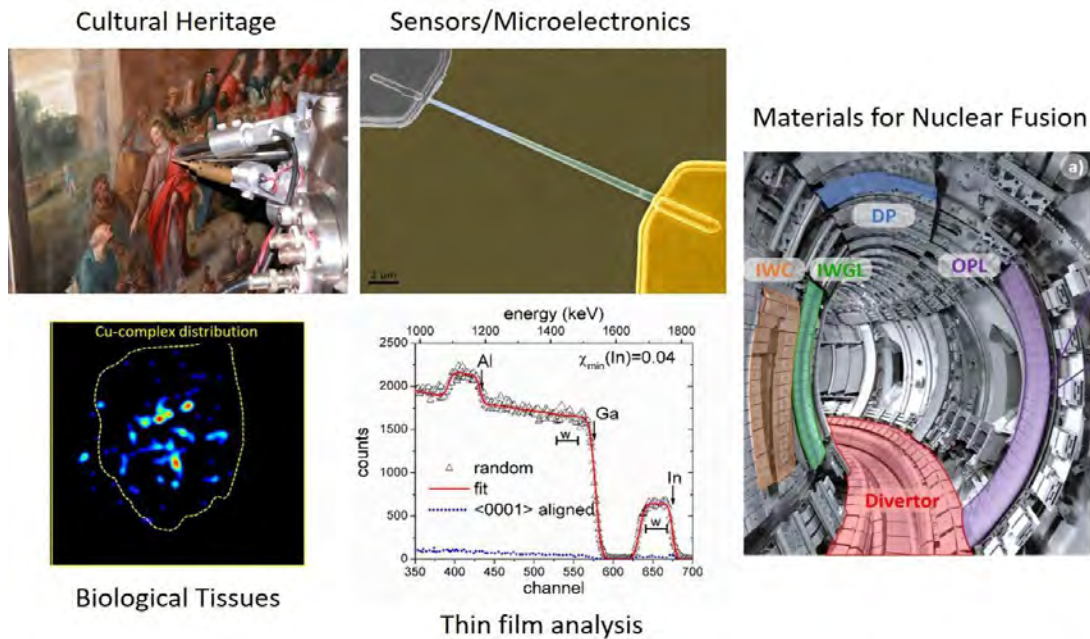 Cultural Heritage
Sensors/Microelectronics
2 um
Materials for Nuclear Fusion
a)
DP
IWC
IWGL
OPL
Divertor
Cu-complex distribution
Biological Tissues
energy (keV)
1000 1200 1400 1600 1800
2500
2000
1500
1000
500
0
counts
Al
χmin(In)=0.04
Ga
w
random
fit
<0001> aligned
In
w
350 400 450 500 550 600 650 700
channel
Thin film analysis